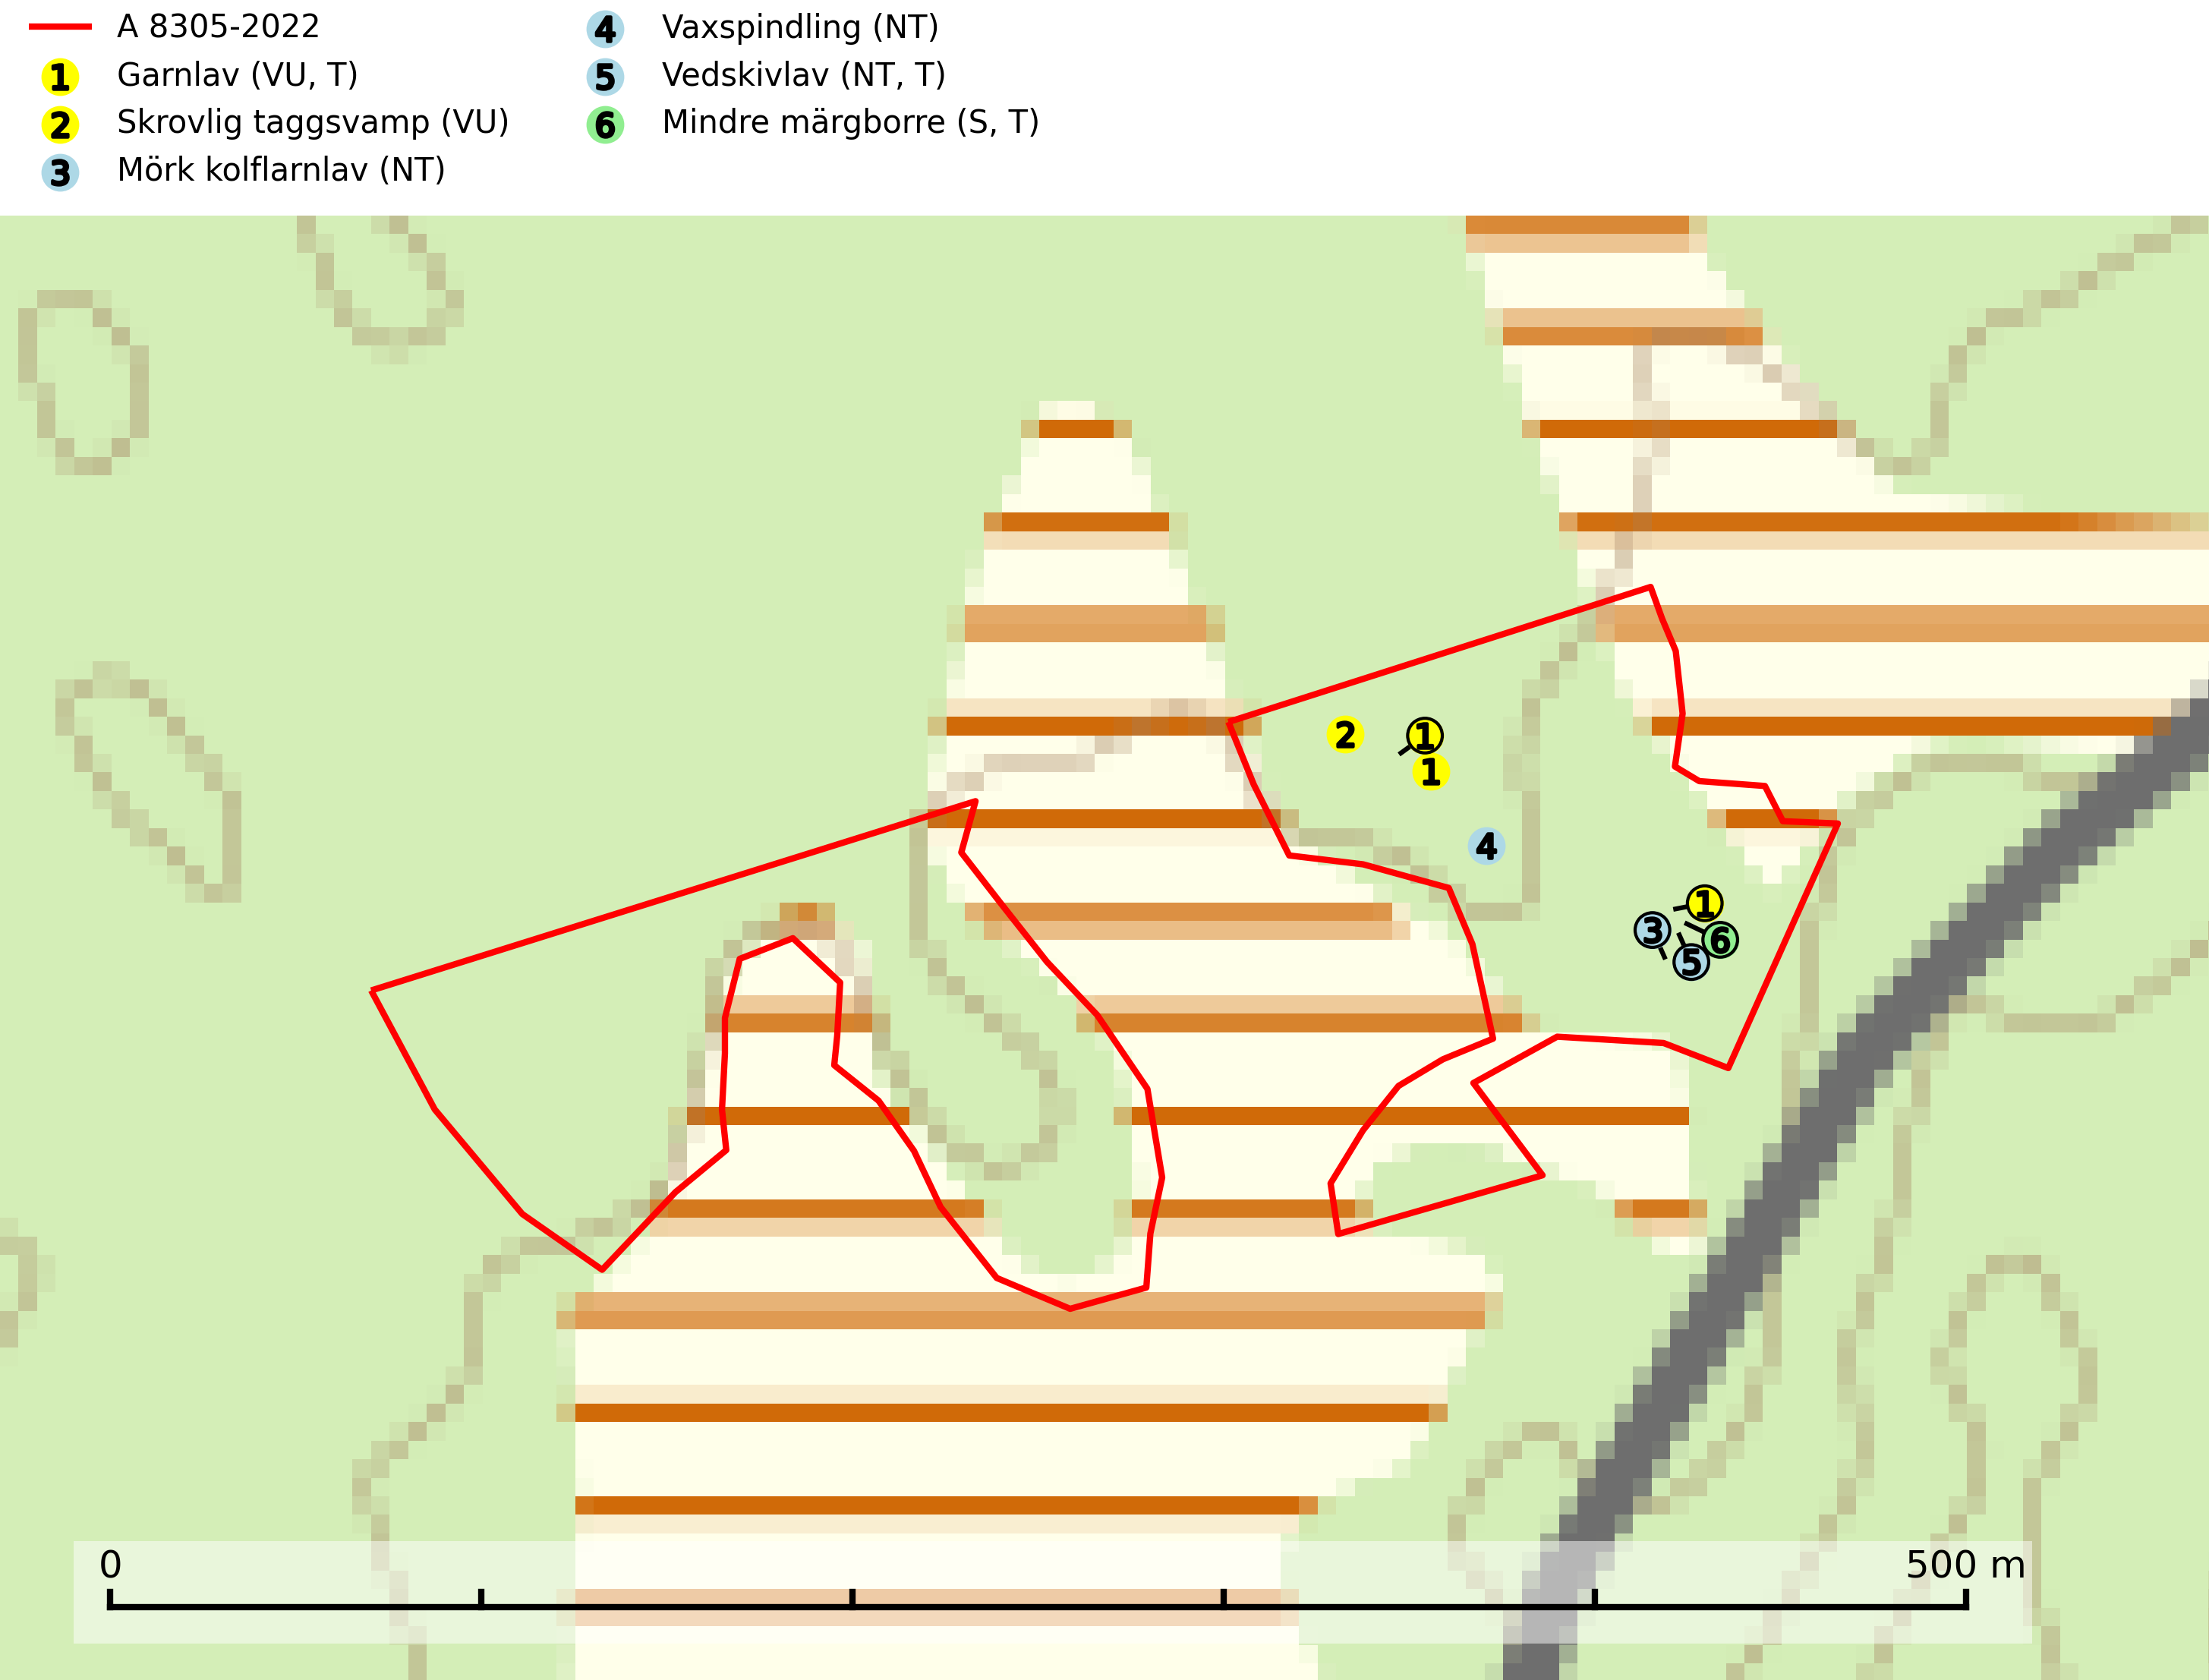 A 8305-2022
1 Garnlav (VU, T)
2 Skrovlig taggsvamp (VU)
3 Mörk kolflarnlav (NT)
4 Vaxspindling (NT)
5 Vedskivlav (NT, T)
6 Mindre märgborre (S, T)
2
1
1
4
1
3
6
5
0
500 m